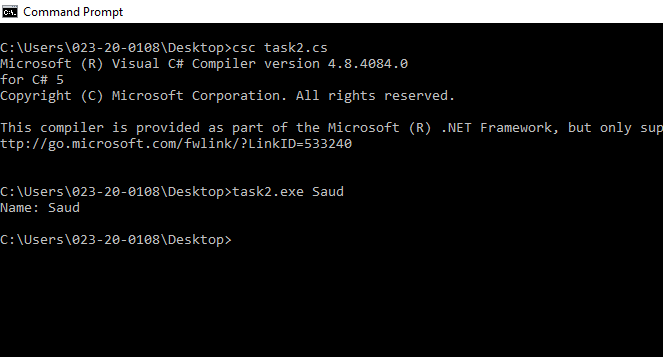 Command Prompt
C:\Users\023-20-0108\Desktop>csc task2.cs
Microsoft (R) Visual C# Compiler version 4.8.4084.0
for C# 5
Copyright (C) Microsoft Corporation. All rights reserved.
This compiler is provided as part of the Microsoft (R) .NET Framework, but only sup
ttp://go.microsoft.com/fwlink/?LinkID=533240
C:\Users\023-20-0108\Desktop>task2.exe Saud
Name: Saud
C:\Users\023-20-0108\Desktop>